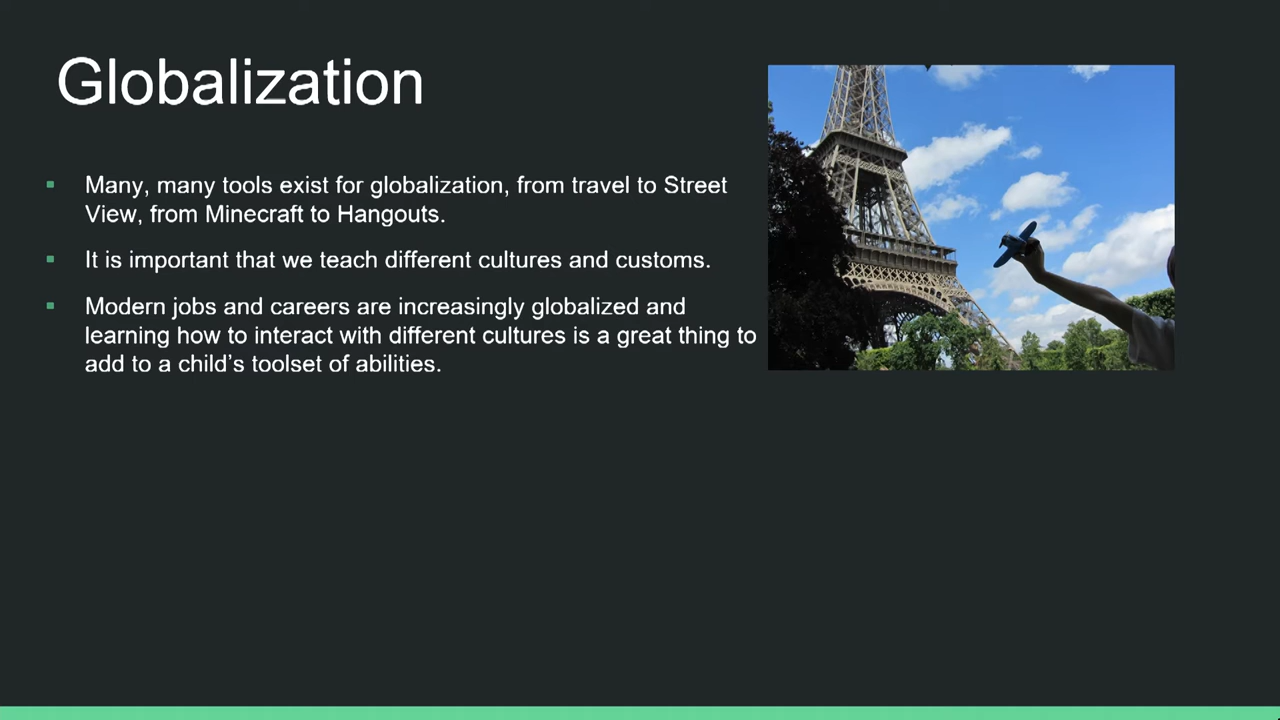 Globalization
Many, many tools exist for globalization, from travel to Street
View, from Minecraft to Hangouts.
It is important that we teach different cultures and customs.
Modern jobs and careers are increasingly globalized and
learning how to interact with different cultures is a great thing to
add to a child’s toolset of abilities.